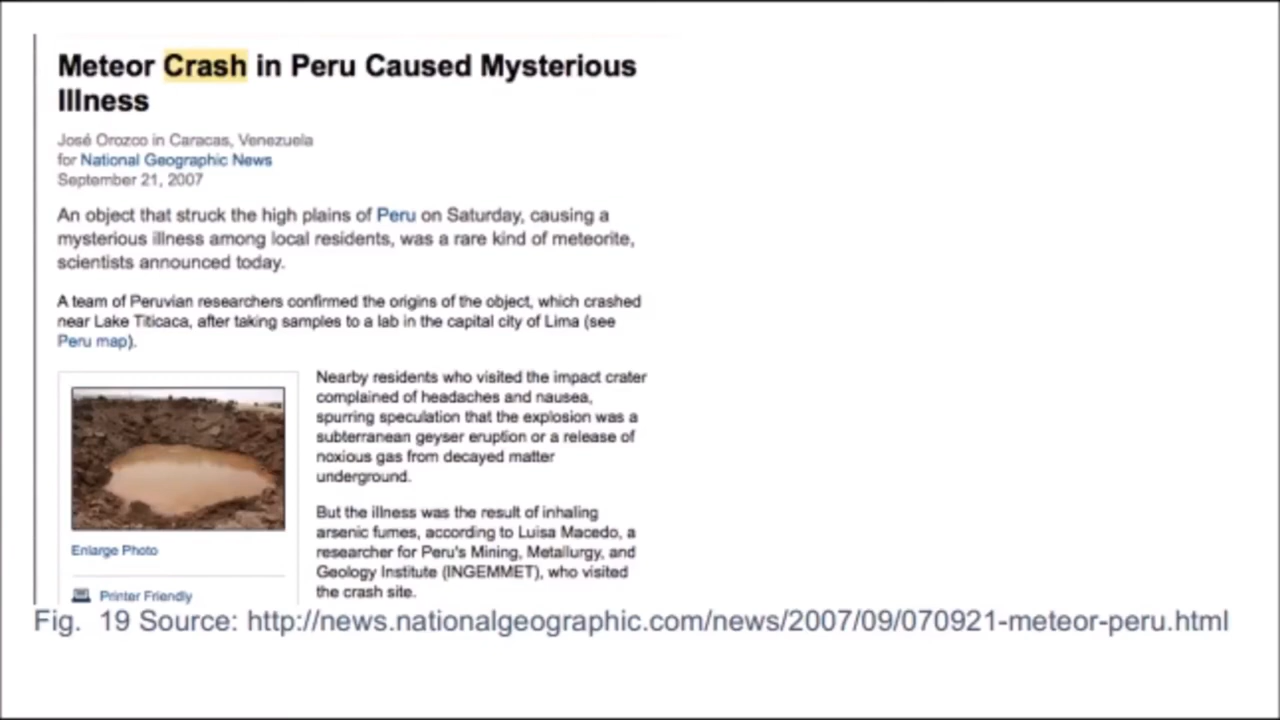 Meteor Crash in Peru Caused Mysterious
Illness
José Orozco in Caracas, Venezuela
for National Geographic News
September 21, 2007
An object that struck the high plains of Peru on Saturday, causing a
mysterious illness among local residents, was a rare kind of meteorite,
scientists announced today.
A team of Peruvian researchers confirmed the origins of the object, which crashed
near Lake Titicaca, after taking samples to a lab in the capital city of Lima (see
Peru map).
Nearby residents who visited the impact crater
complained of headaches and nausea,
spurring speculation that the explosion was a
subterranean geyser eruption or a release of
noxious gas from decayed matter
underground.
But the illness was the result of inhaling
arsenic fumes, according to Luisa Macedo, a
researcher for Peru's Mining, Metallurgy, and
Geology Institute (INGEMMET), who visited
the crash site.
Enlarge Photo
Printer Friendly
Fig. 19 Source: http://news.nationalgeographic.com/news/2007/09/070921-meteor-peru.html